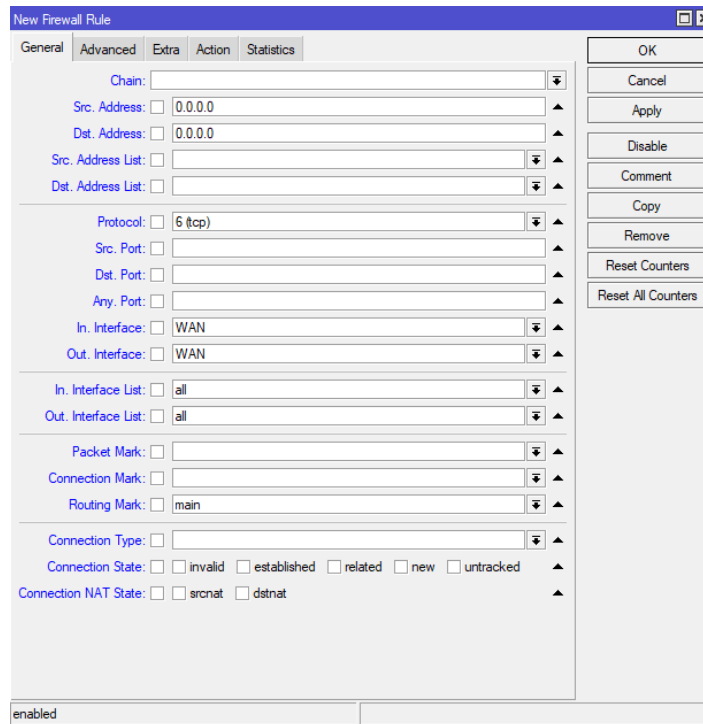 New Firewall Rule
General Advanced Extra Action Statistics
Chain:
Src. Address: 0.0.0.0
Dst. Address: 0.0.0.0
Src. Address List:
Dst. Address List:
Protocol: 6 (tcp)
Src. Port:
Dst. Port:
Any. Port:
In. Interface: WAN
Out. Interface: WAN
In. Interface List: all
Out. Interface List: all
Packet Mark:
Connection Mark:
Routing Mark: main
Connection Type:
Connection State: invalid established related new untracked
Connection NAT State: srcnat dstnat
enabled
OK
Cancel
Apply
Disable
Comment
Copy
Remove
Reset Counters
Reset All Counters